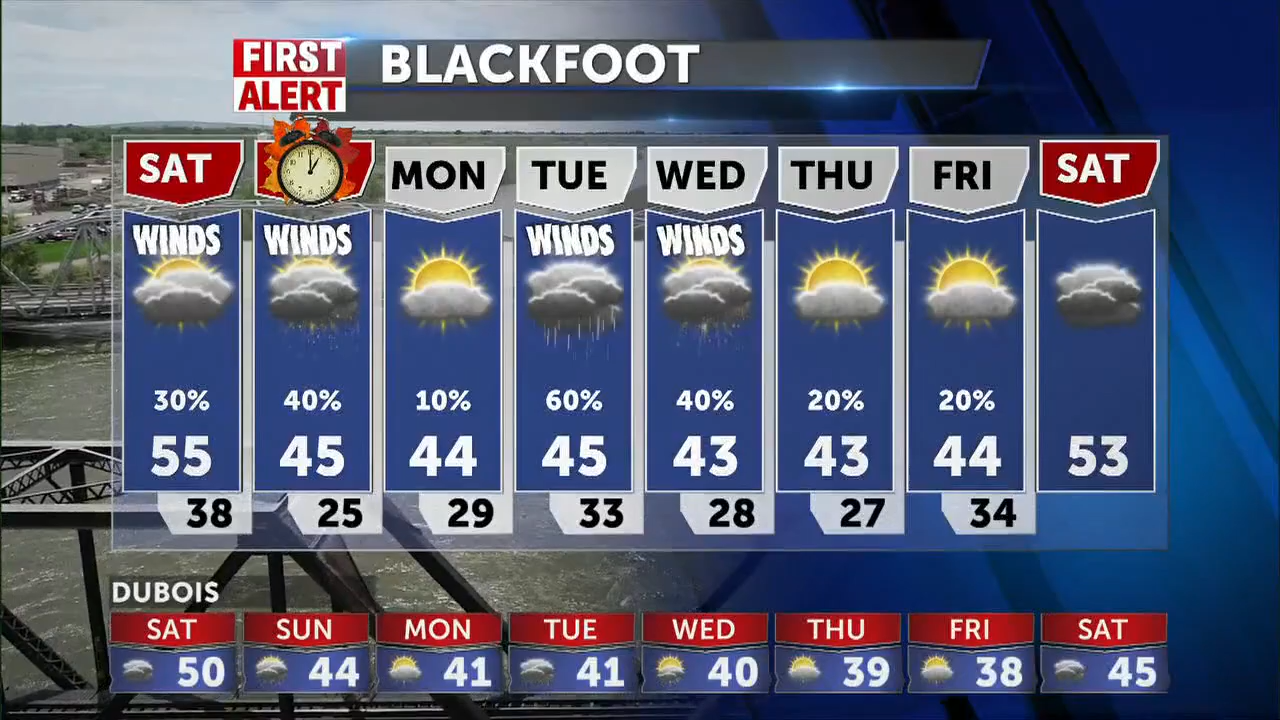 FIRST
ALERT
BLACKFOOT
SAT MON TUE WED THU FRI SAT
WINDS WINDS WINDS WINDS
30% 40% 10% 60% 40% 20% 20%
55 45 44 45 43 43 44 53
38 25 29 33 28 27 34
DUBOIS
SAT SUN MON TUE WED THU FRI SAT
50 44 41 41 40 39 38 45